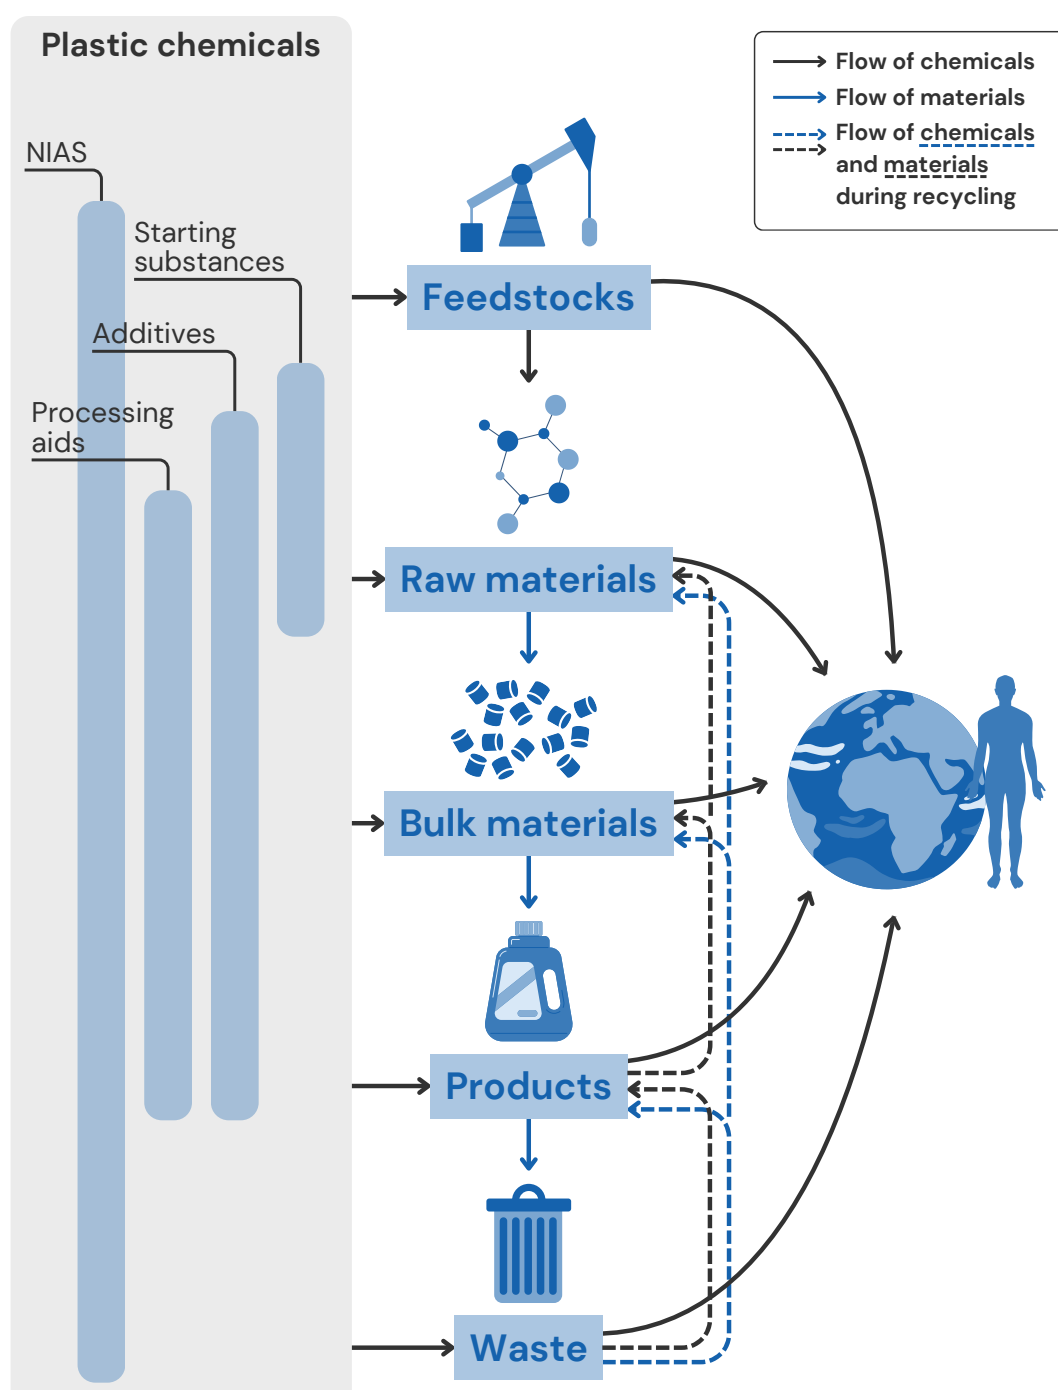 Plastic chemicals
NIAS
Starting
substances
Additives
Processing
aids
Flow of chemicals
Flow of materials
Flow of chemicals
and materials
during recycling
Feedstocks
Raw materials
Bulk materials
Products
Waste